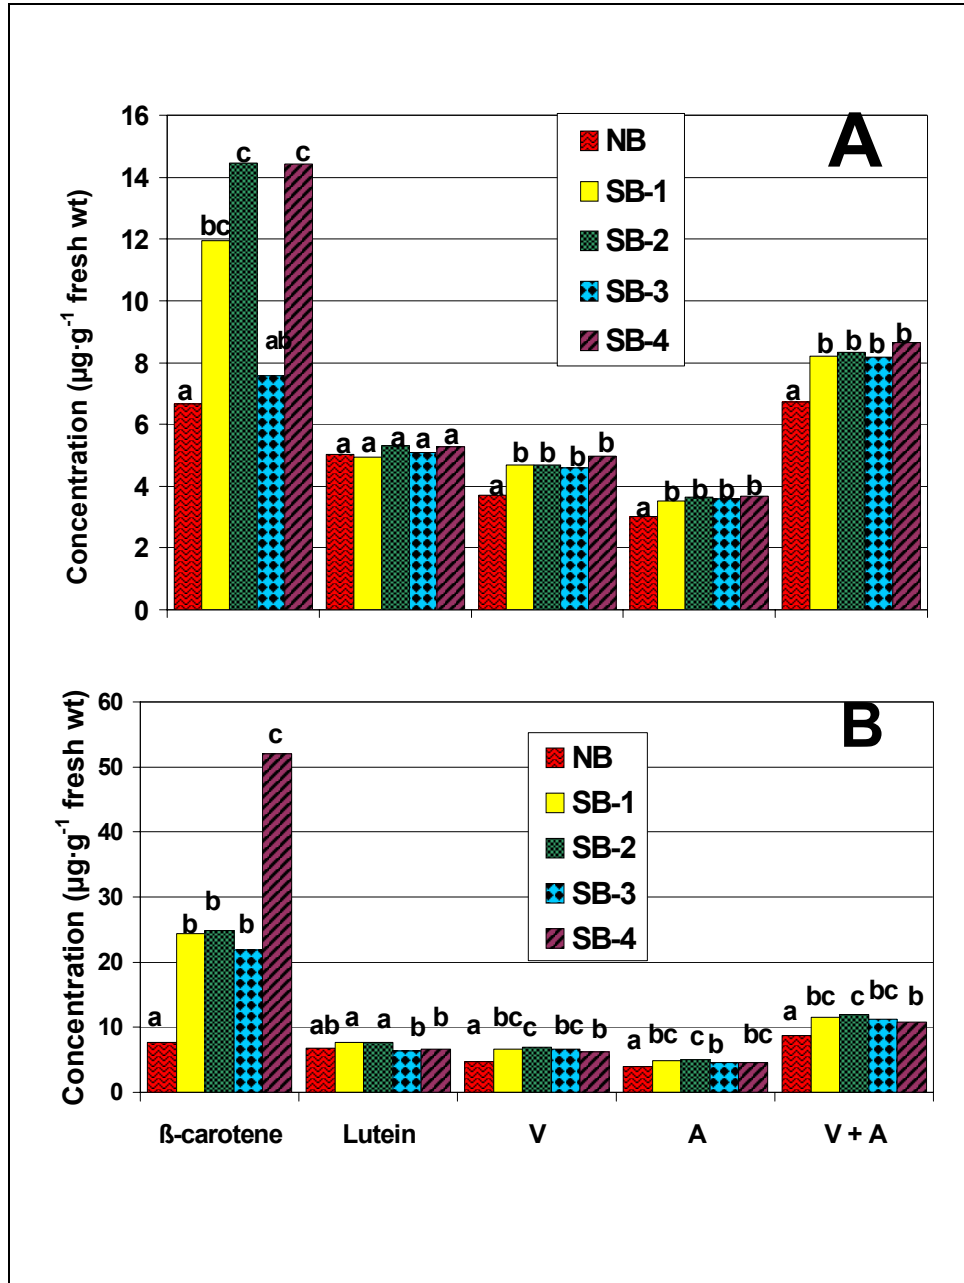 A
16
14
12
10
8
6
4
2
0
Concentration (µg·g-1 fresh wt)
NB
SB-1
SB-2
SB-3
SB-4
a bc c ab c
a a a a a
a b b b b
a b b b b
a b b b b
B
60
50
40
30
20
10
0
Concentration (µg·g-1 fresh wt)
NB
SB-1
SB-2
SB-3
SB-4
a b b b c
ab a a b b
a bc c bc b
a bc c b bc
a bc c bc b
ß-carotene Lutein V A V + A